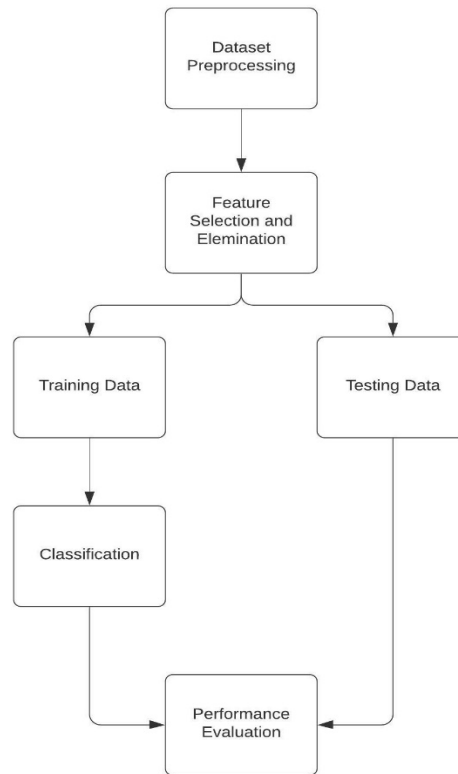 Dataset
Preprocessing
Feature
Selection and
Elemination
Training Data
Testing Data
Classification
Performance
Evaluation